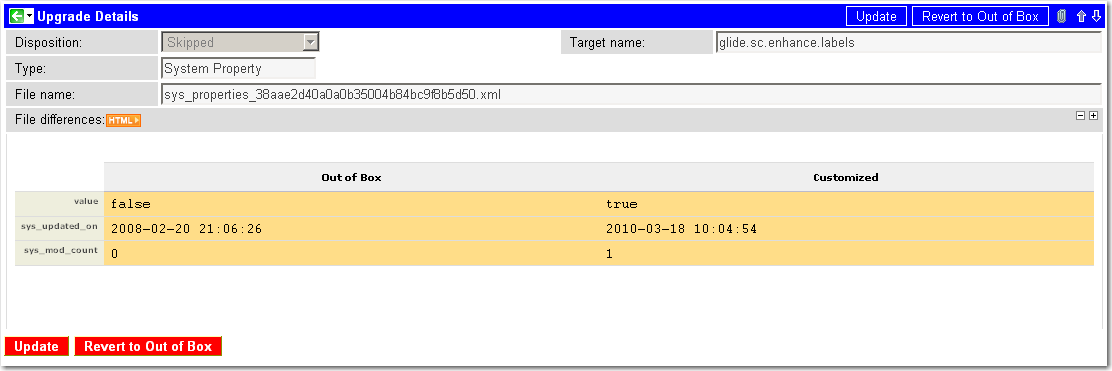 Upgrade Details Update Revert to Out of Box
Disposition: Skipped Target name: glide.sc.enhance.labels
Type: System Property
File name: sys_properties_38aae2d40a0a0b35004b84bc9f8b5d50.xml
File differences: HTML
Out of Box Customized
value false true
sys_updated_on 2008-02-20 21:06:26 2010-03-18 10:04:54
sys_mod_count 0 1
Update Revert to Out of Box